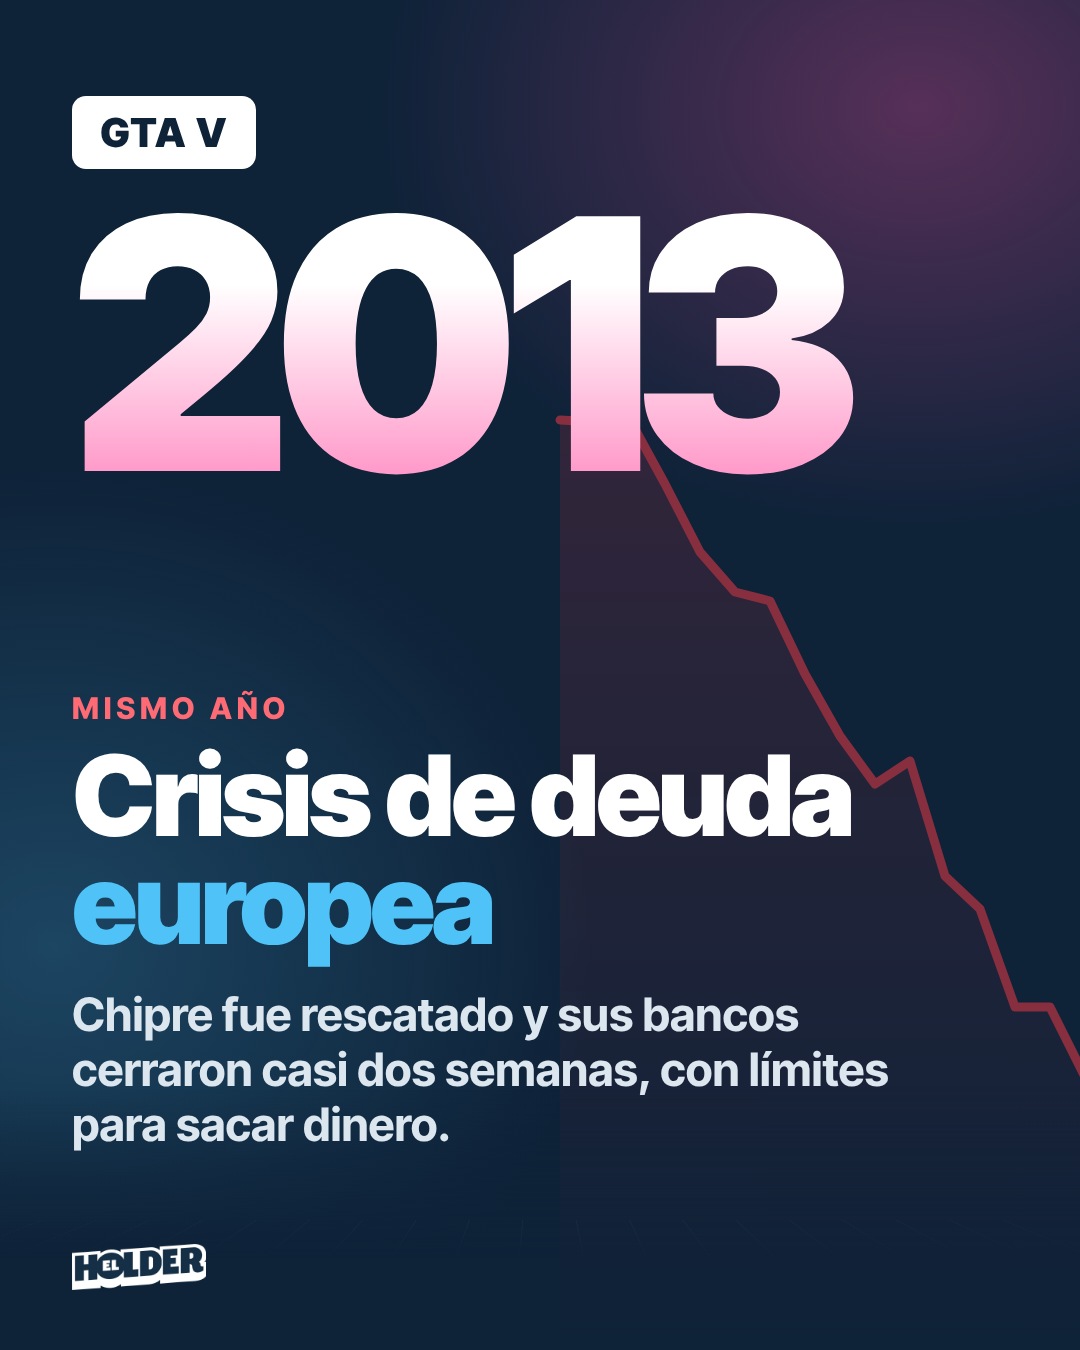 GTA V
2013
MISMO AÑO
Crisis de deuda
europea
Chipre fue rescatado y sus bancos
cerraron casi dos semanas, con límites
para sacar dinero.
HOLDER
EL